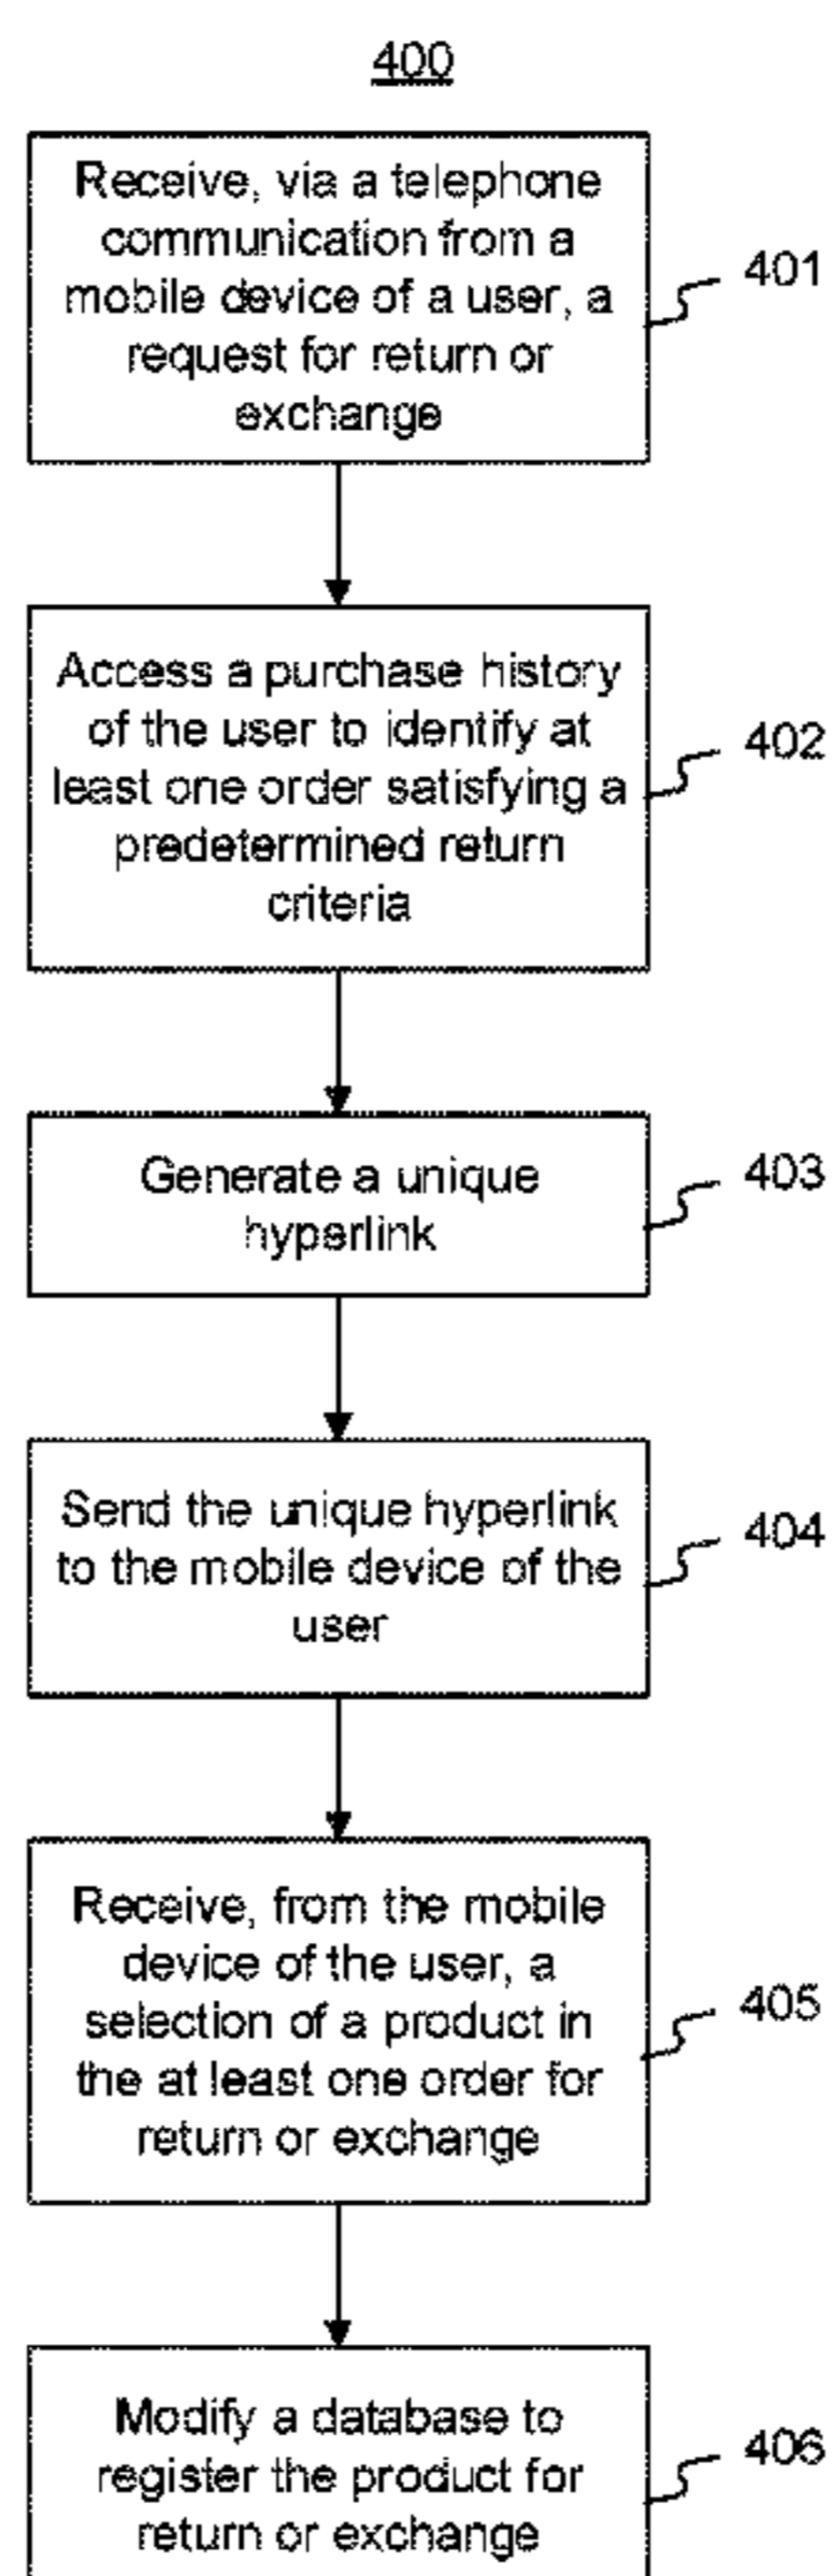 400
Receive, via a telephone
communication from a
mobile device of a user, a
request for return or
exchange
401
Access a purchase history
of the user to identify at
least one order satisfying a
predetermined return
criteria
402
Generate a unique
hyperlink
403
Send the unique hyperlink
to the mobile device of the
user
404
Receive, from the mobile
device of the user, a
selection of a product in
the at least one order for
return or exchange
405
Modify a database to
register the product for
return or exchange
406